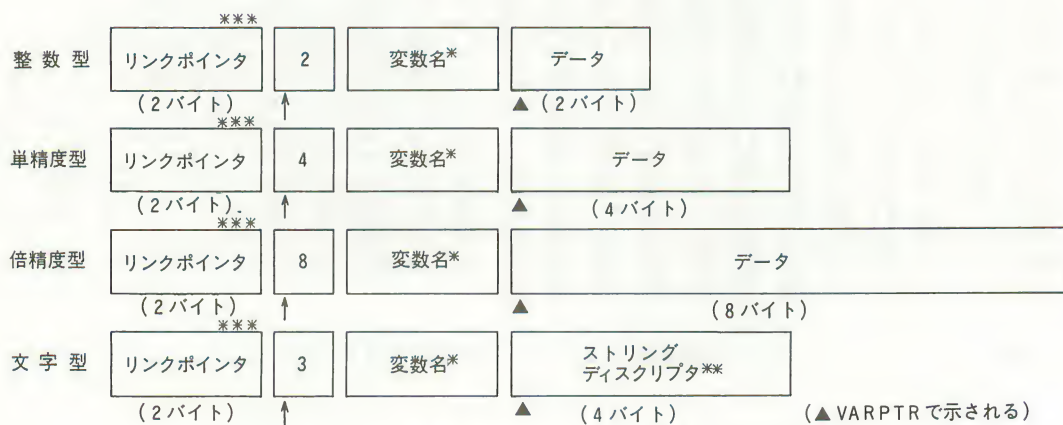 ***
整数型 リンクポインタ 2 変数名* データ
(2バイト) ↑ ▲ (2バイト)
***
単精度型 リンクポインタ 4 変数名* データ
(2バイト). ↑ ▲ (4バイト)
***
倍精度型 リンクポインタ 8 変数名* データ
(2バイト) ↑ ▲ (8バイト)
***
文字型 リンクポインタ 3 変数名* ストリング
ディスクリプタ**
(2バイト) ↑ ▲ (4バイト) (▲VARPTRで示される)